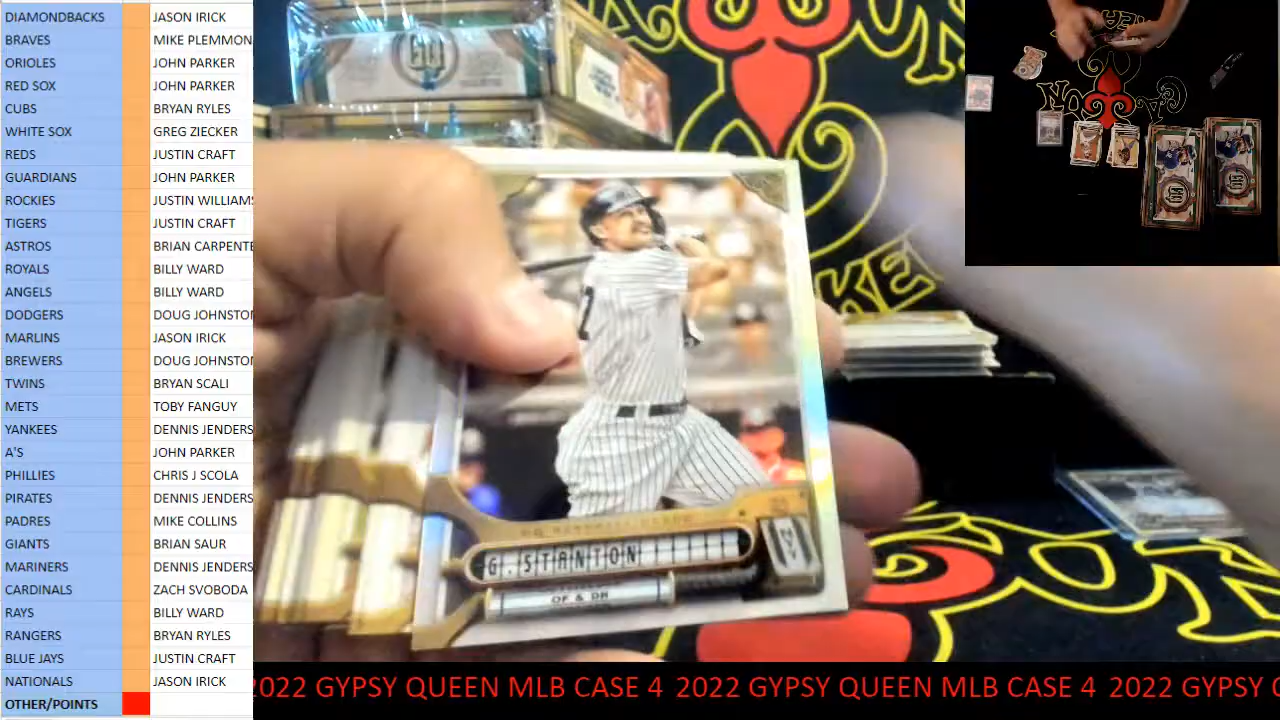 DIAMONDBACKS JASON IRICK
BRAVES MIKE PLEMMON
ORIOLES JOHN PARKER
RED SOX JOHN PARKER
CUBS BRYAN RYLES
WHITE SOX GREG ZIECKER
REDS JUSTIN CRAFT
GUARDIANS JOHN PARKER
ROCKIES JUSTIN WILLIAMS
TIGERS JUSTIN CRAFT
ASTROS BRIAN CARPENTE
ROYALS BILLY WARD
ANGELS BILLY WARD
DODGERS DOUG JOHNSTO
MARLINS JASON IRICK
BREWERS DOUG JOHNSTO
TWINS BRYAN SCALI
METS TOBY FANGUY
YANKEES DENNIS JENDERS
A'S JOHN PARKER
PHILLIES CHRIS J SCOLA
PIRATES DENNIS JENDERS
PADRES MIKE COLLINS
GIANTS BRIAN SAUR
MARINERS DENNIS JENDERS
CARDINALS ZACH SVOBODA
RAYS BILLY WARD
RANGERS BRYAN RYLES
BLUE JAYS JUSTIN CRAFT
NATIONALS JASON IRICK
OTHER/POINTS
GQ
G.STANTON
OF & DH
2022 GYPSY QUEEN MLB CASE 4 2022 GYPSY QUEEN MLB CASE 4 2022 GYPSY